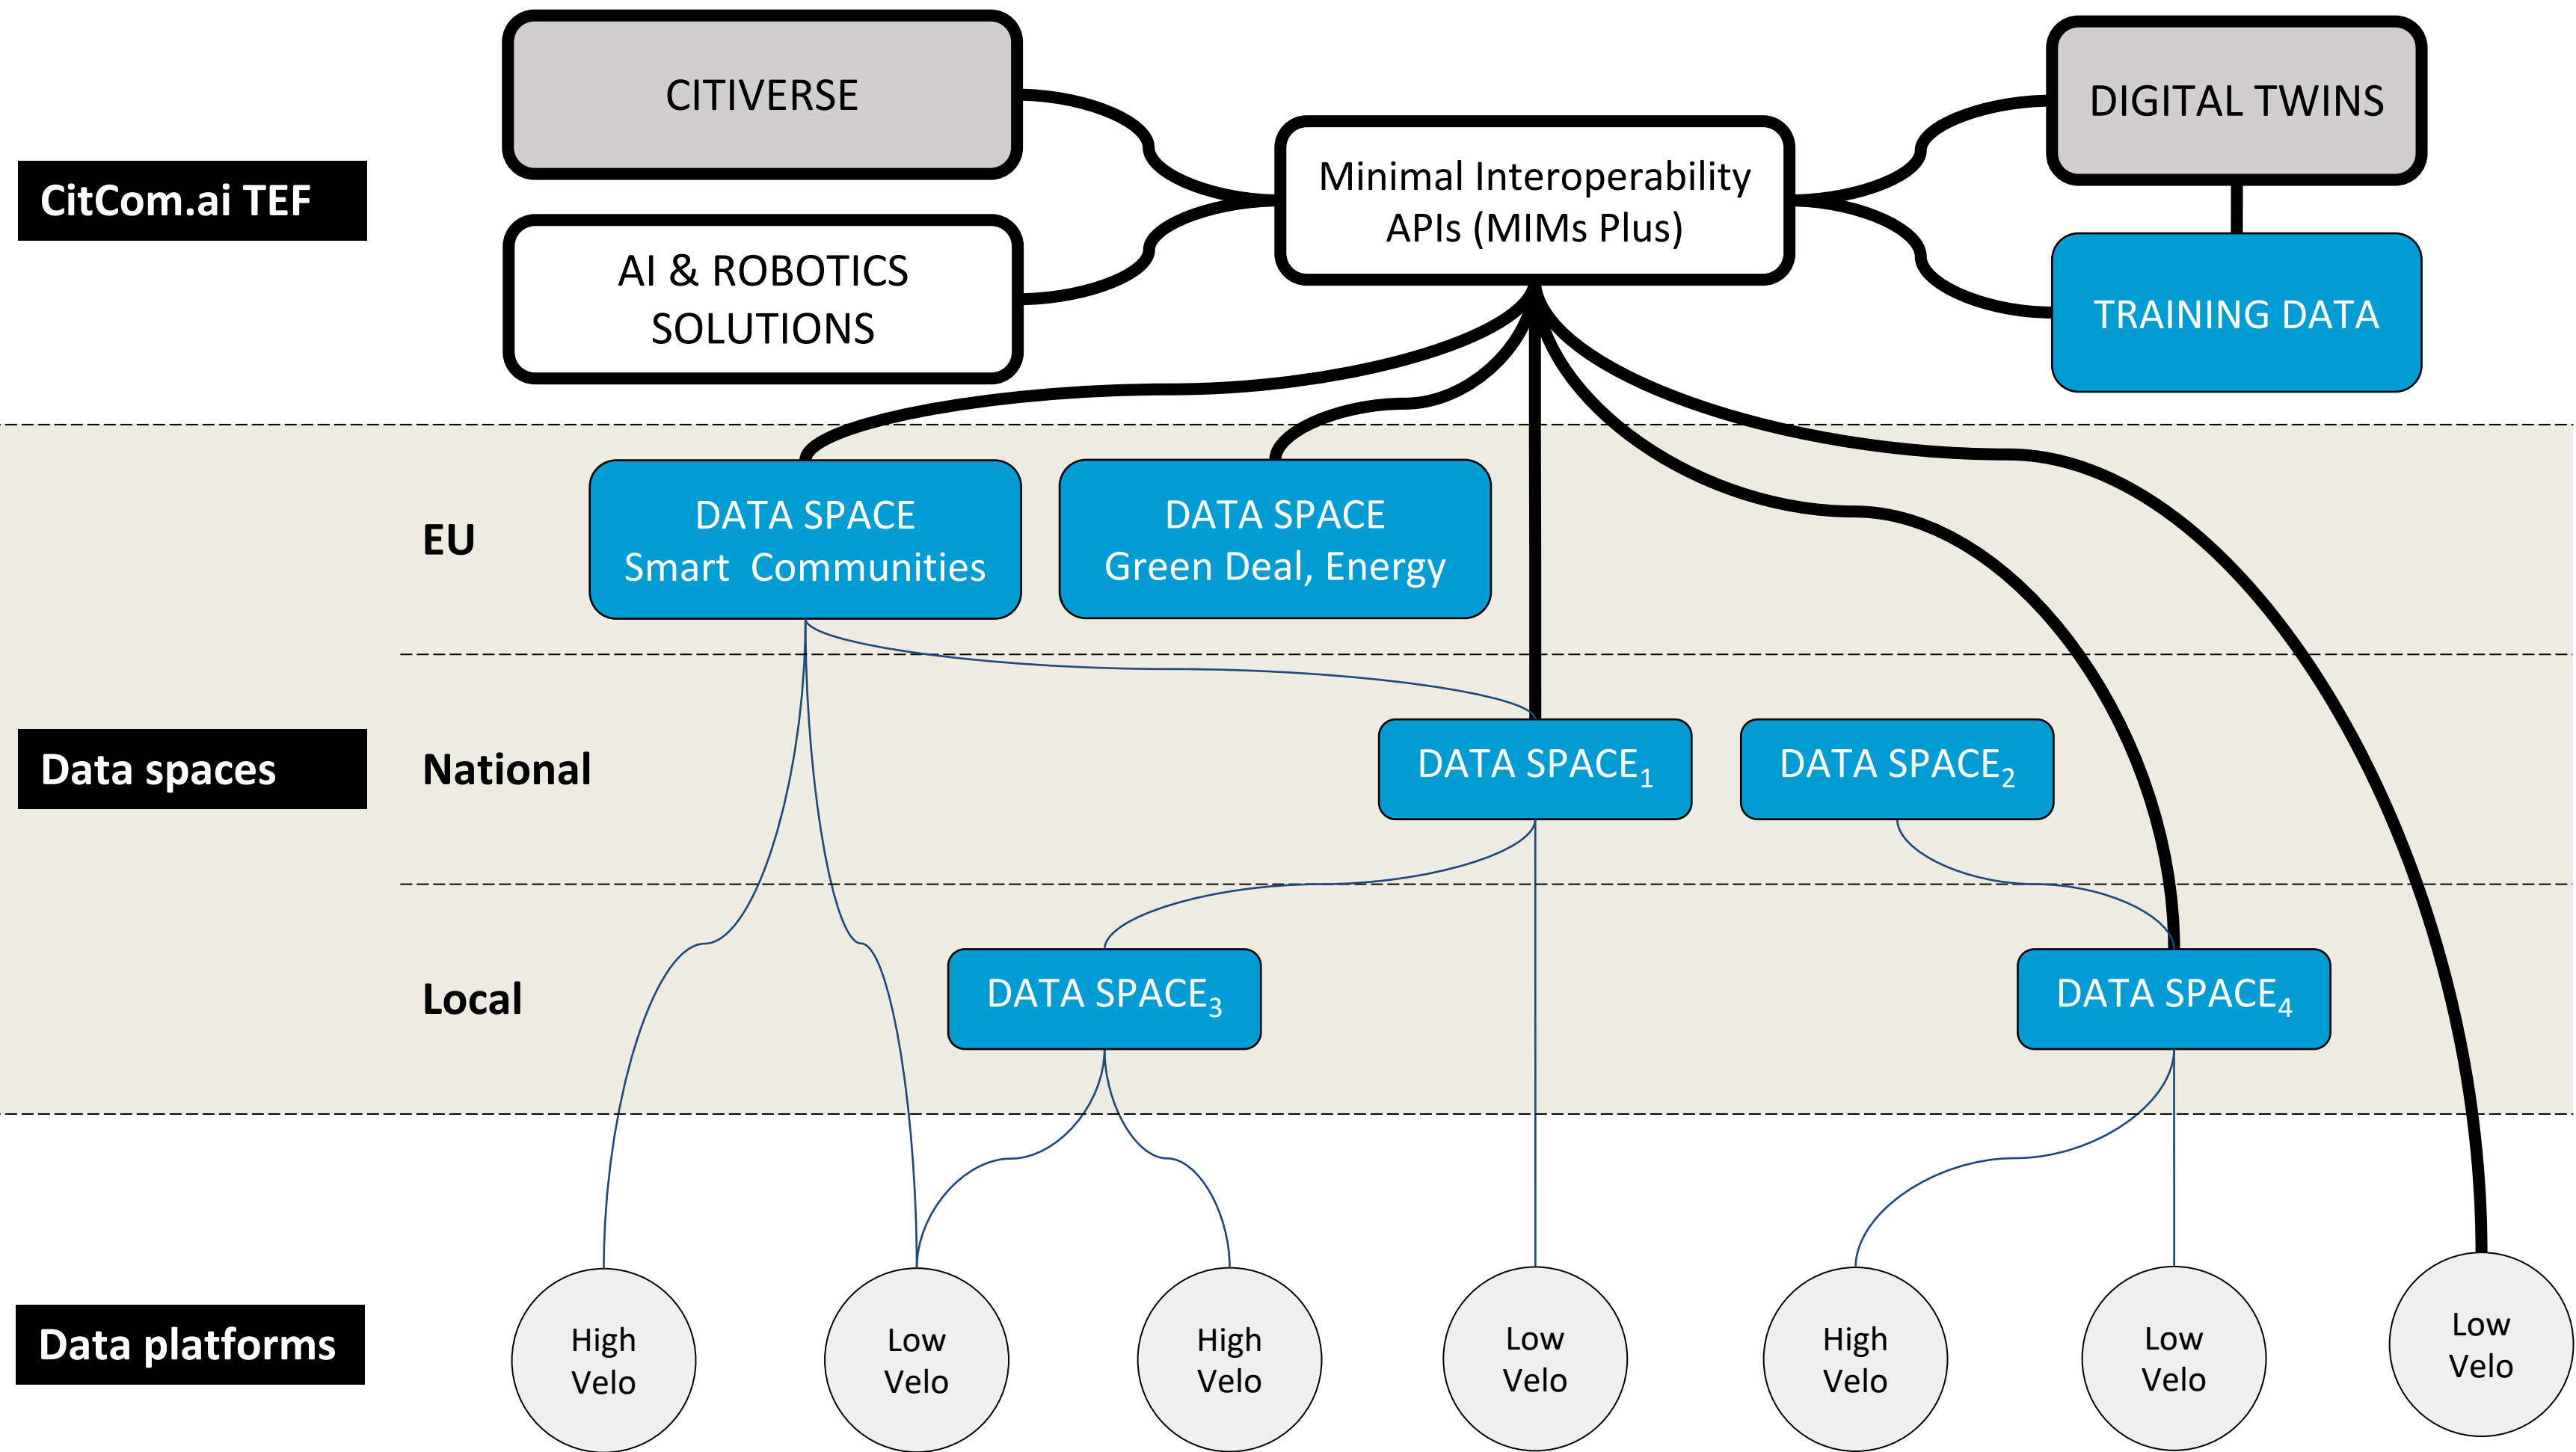 CITIVERSE
DIGITAL TWINS
Minimal Interoperability
APIs (MIMs Plus)
CitCom.ai TEF
AI & ROBOTICS
SOLUTIONS
TRAINING DATA
EU
DATA SPACE
Smart  Communities
DATA SPACE
Green Deal, Energy
Data spaces
National
DATA SPACE1
DATA SPACE2
Local
DATA SPACE3
DATA SPACE4
Data platforms
High
Velo
Low
Velo
High
Velo
Low
Velo
High
Velo
Low
Velo
Low
Velo